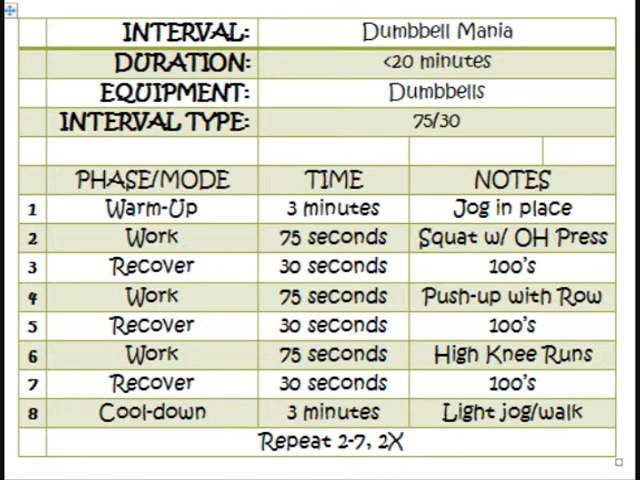 INTERVAL: Dumbbell Mania
DURATION: <20 minutes
EQUIPMENT: Dumbbells
INTERVAL TYPE: 75/30
PHASE/MODE TIME NOTES
1 Warm-Up 3 minutes Jog in place
2 Work 75 seconds Squat w/ OH Press
3 Recover 30 seconds 100's
4 Work 75 seconds Push-up with Row
5 Recover 30 seconds 100's
6 Work 75 seconds High Knee Runs
7 Recover 30 seconds 100's
8 Cool-down 3 minutes Light jog/walk
Repeat 2-7, 2X